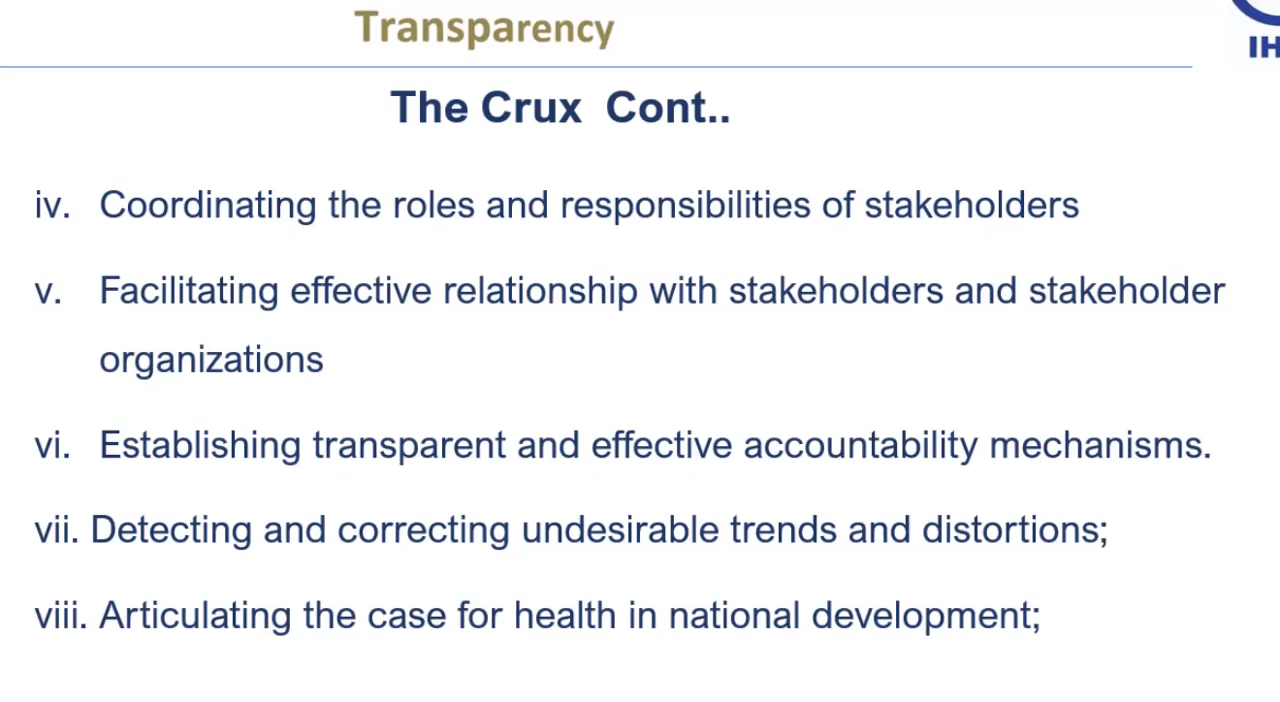 Transparency
IH
The Crux Cont..
iv. Coordinating the roles and responsibilities of stakeholders
v. Facilitating effective relationship with stakeholders and stakeholder
organizations
vi. Establishing transparent and effective accountability mechanisms.
vii. Detecting and correcting undesirable trends and distortions;
viii. Articulating the case for health in national development;